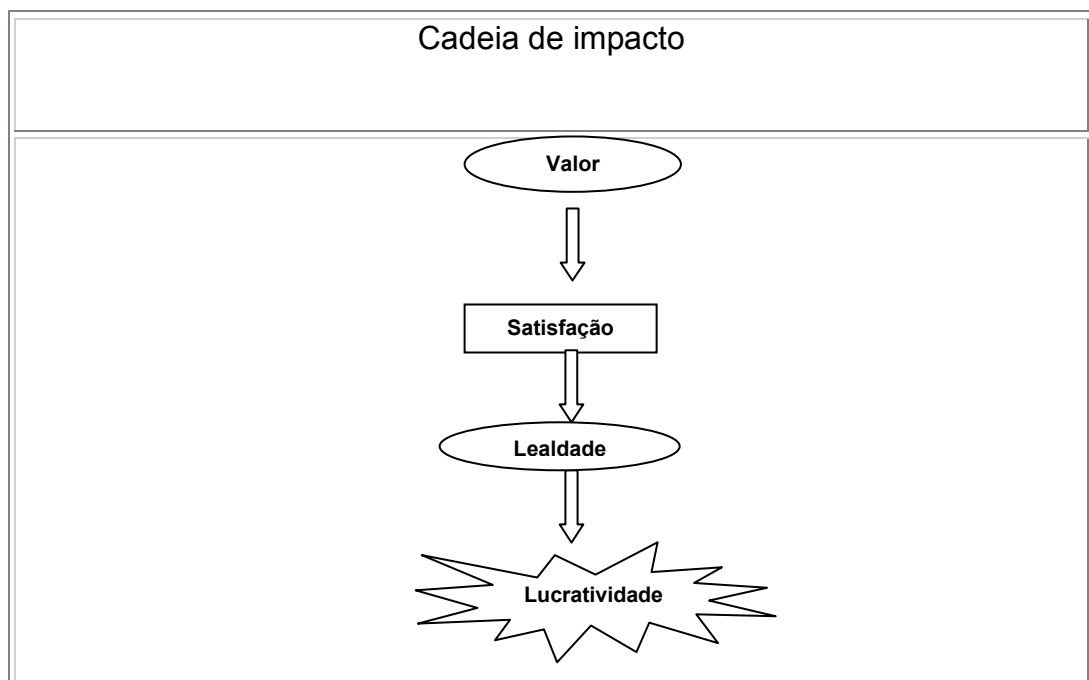 Cadeia de impacto
Valor
Satisfação
Lealdade
Lucratividade